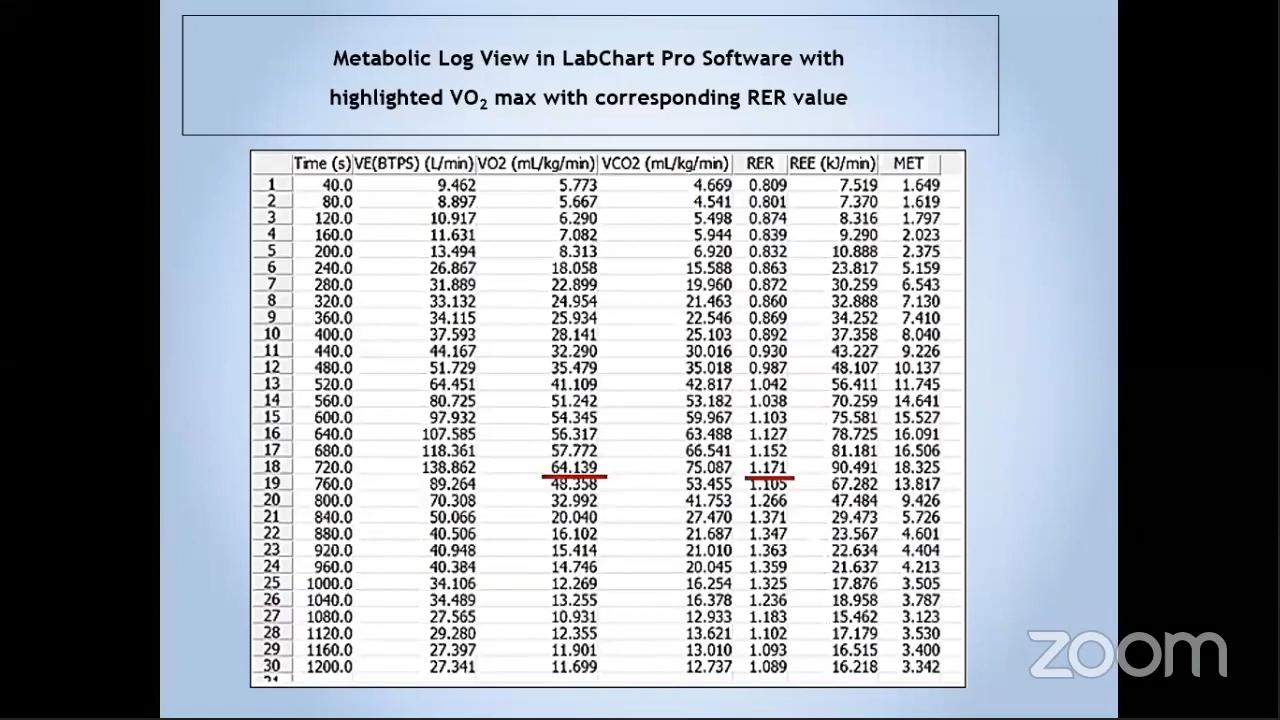 Metabolic Log View in LabChart Pro Software with
highlighted VO₂ max with corresponding RER value
Time (s) VE(BTPS) (L/min) VO2 (mL/kg/min) VCO2 (mL/kg/min) RER REE (kJ/min) MET
1 40.0 9.462 5.773 4.669 0.809 7.519 1.649
2 80.0 8.897 5.667 4.541 0.801 7.370 1.619
3 120.0 10.917 6.290 5.498 0.874 8.316 1.797
4 160.0 11.631 7.082 5.944 0.839 9.290 2.023
5 200.0 13.494 8.313 6.920 0.832 10.888 2.375
6 240.0 26.867 18.058 15.588 0.863 23.817 5.159
7 280.0 31.889 22.899 19.960 0.872 30.259 6.543
8 320.0 33.132 24.954 21.463 0.860 32.888 7.130
9 360.0 34.115 25.934 22.546 0.869 34.252 7.410
10 400.0 37.593 28.141 25.103 0.892 37.358 8.040
11 440.0 44.167 32.290 30.016 0.930 43.227 9.226
12 480.0 51.729 35.479 35.018 0.987 48.107 10.137
13 520.0 64.451 41.109 42.817 1.042 56.411 11.745
14 560.0 80.725 51.242 53.182 1.038 70.259 14.641
15 600.0 97.932 54.345 59.967 1.103 75.581 15.527
16 640.0 107.585 56.317 63.488 1.127 78.725 16.091
17 680.0 118.361 57.772 66.541 1.152 81.181 16.506
18 720.0 138.862 64.139 75.087 1.171 90.491 18.325
19 760.0 89.264 48.358 53.455 1.105 67.282 13.817
20 800.0 70.308 32.992 41.753 1.266 47.484 9.426
21 840.0 50.066 20.040 27.470 1.371 29.473 5.726
22 880.0 40.506 16.102 21.687 1.347 23.567 4.601
23 920.0 40.948 15.414 21.010 1.363 22.634 4.404
24 960.0 40.384 14.746 20.045 1.359 21.637 4.213
25 1000.0 34.106 12.269 16.254 1.325 17.876 3.505
26 1040.0 34.489 13.255 16.378 1.236 18.958 3.787
27 1080.0 27.565 10.931 12.933 1.183 15.462 3.123
28 1120.0 29.280 12.355 13.621 1.102 17.179 3.530
29 1160.0 27.397 11.901 13.010 1.093 16.515 3.400
30 1200.0 27.341 11.699 12.737 1.089 16.218 3.342
zoom